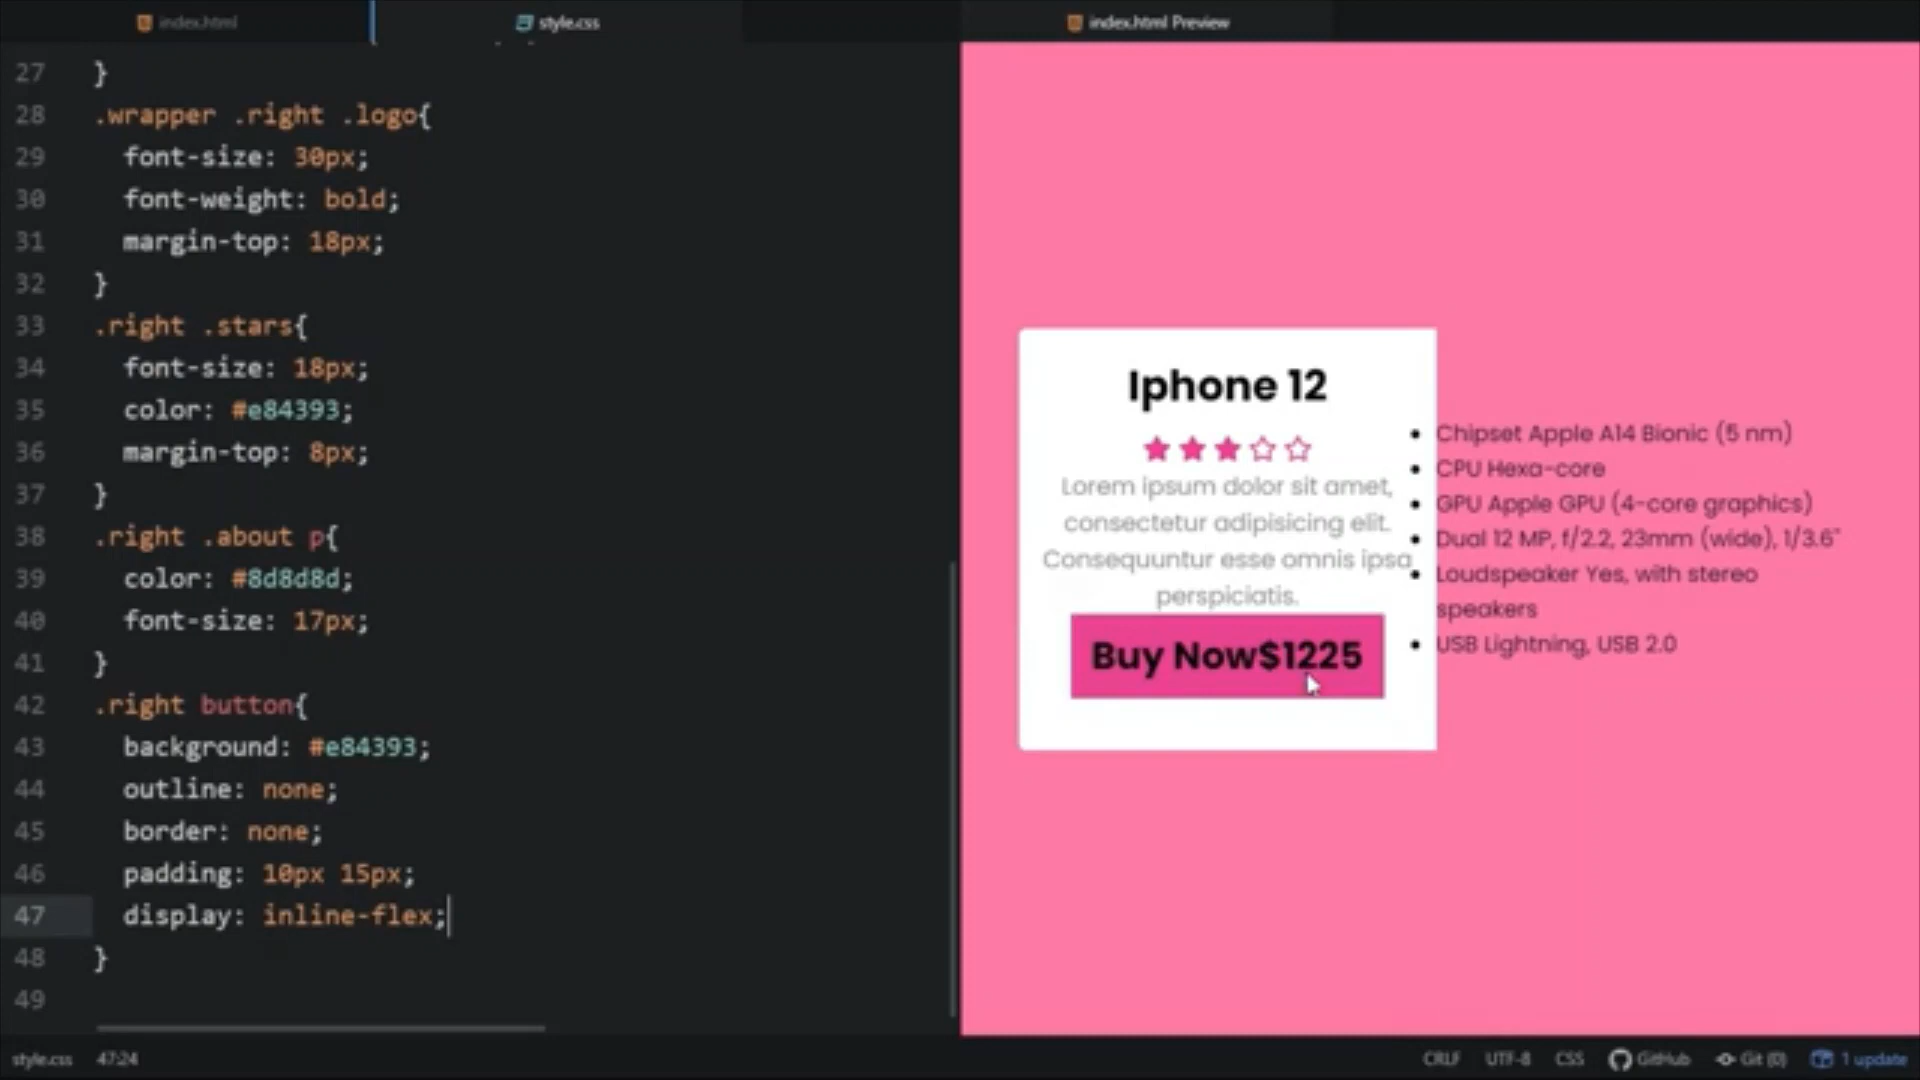 index.html
style.css
index.html Preview
27 }
28 .wrapper .right .logo{
29 font-size: 30px;
30 font-weight: bold;
31 margin-top: 18px;
32 }
33 .right .stars{
34 font-size: 18px;
35 color: #e84393;
36 margin-top: 8px;
37 }
38 .right .about p{
39 color: #8d8d8d;
40 font-size: 17px;
41 }
42 .right button{
43 background: #e84393;
44 outline: none;
45 border: none;
46 padding: 10px 15px;
47 display: inline-flex;
48 }
49
Iphone 12
Lorem ipsum dolor sit amet,
consectetur adipisicing elit.
Consequuntur esse omnis ipsa
perspiciatis.
Buy Now$1225
Chipset Apple A14 Bionic (5 nm)
CPU Hexa-core
GPU Apple GPU (4-core graphics)
Dual 12 MP, f/2.2, 23mm (wide), 1/3.6"
Loudspeaker Yes, with stereo
speakers
USB Lightning, USB 2.0
style.css 47:24
CRLF UTF-8 CSS GitHub Git (0) 1 update